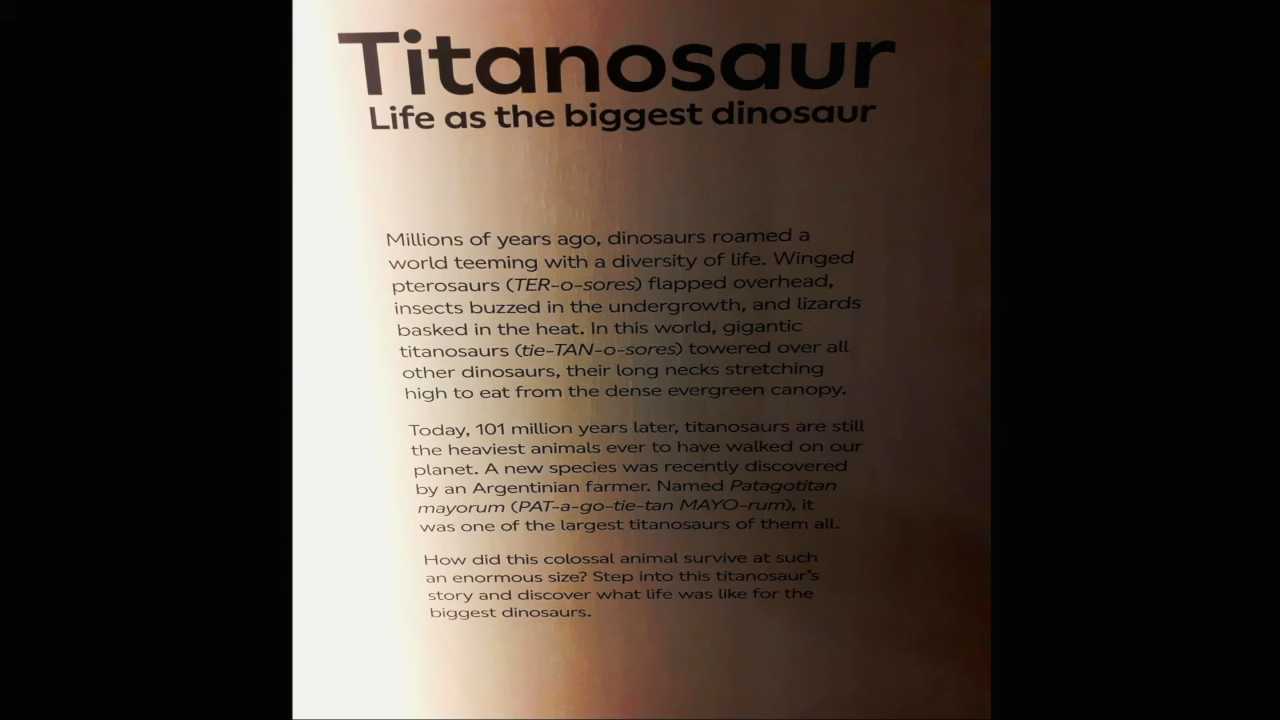 Titanosaur
Life as the biggest dinosaur
Millions of years ago, dinosaurs roamed a
world teeming with a diversity of life. Winged
pterosaurs (TER-o-sores) flapped overhead,
insects buzzed in the undergrowth, and lizards
basked in the heat. In this world, gigantic
titanosaurs (tie-TAN-o-sores) towered over all
other dinosaurs, their long necks stretching
high to eat from the dense evergreen canopy.
Today, 101 million years later, titanosaurs are still
the heaviest animals ever to have walked on our
planet. A new species was recently discovered
by an Argentinian farmer. Named Patagotitan
mayorum (PAT-a-go-tie-tan MAYO-rum), it
was one of the largest titanosaurs of them all.
How did this colossal animal survive at such
an enormous size? Step into this titanosaur's
story and discover what life was like for the
biggest dinosaurs.